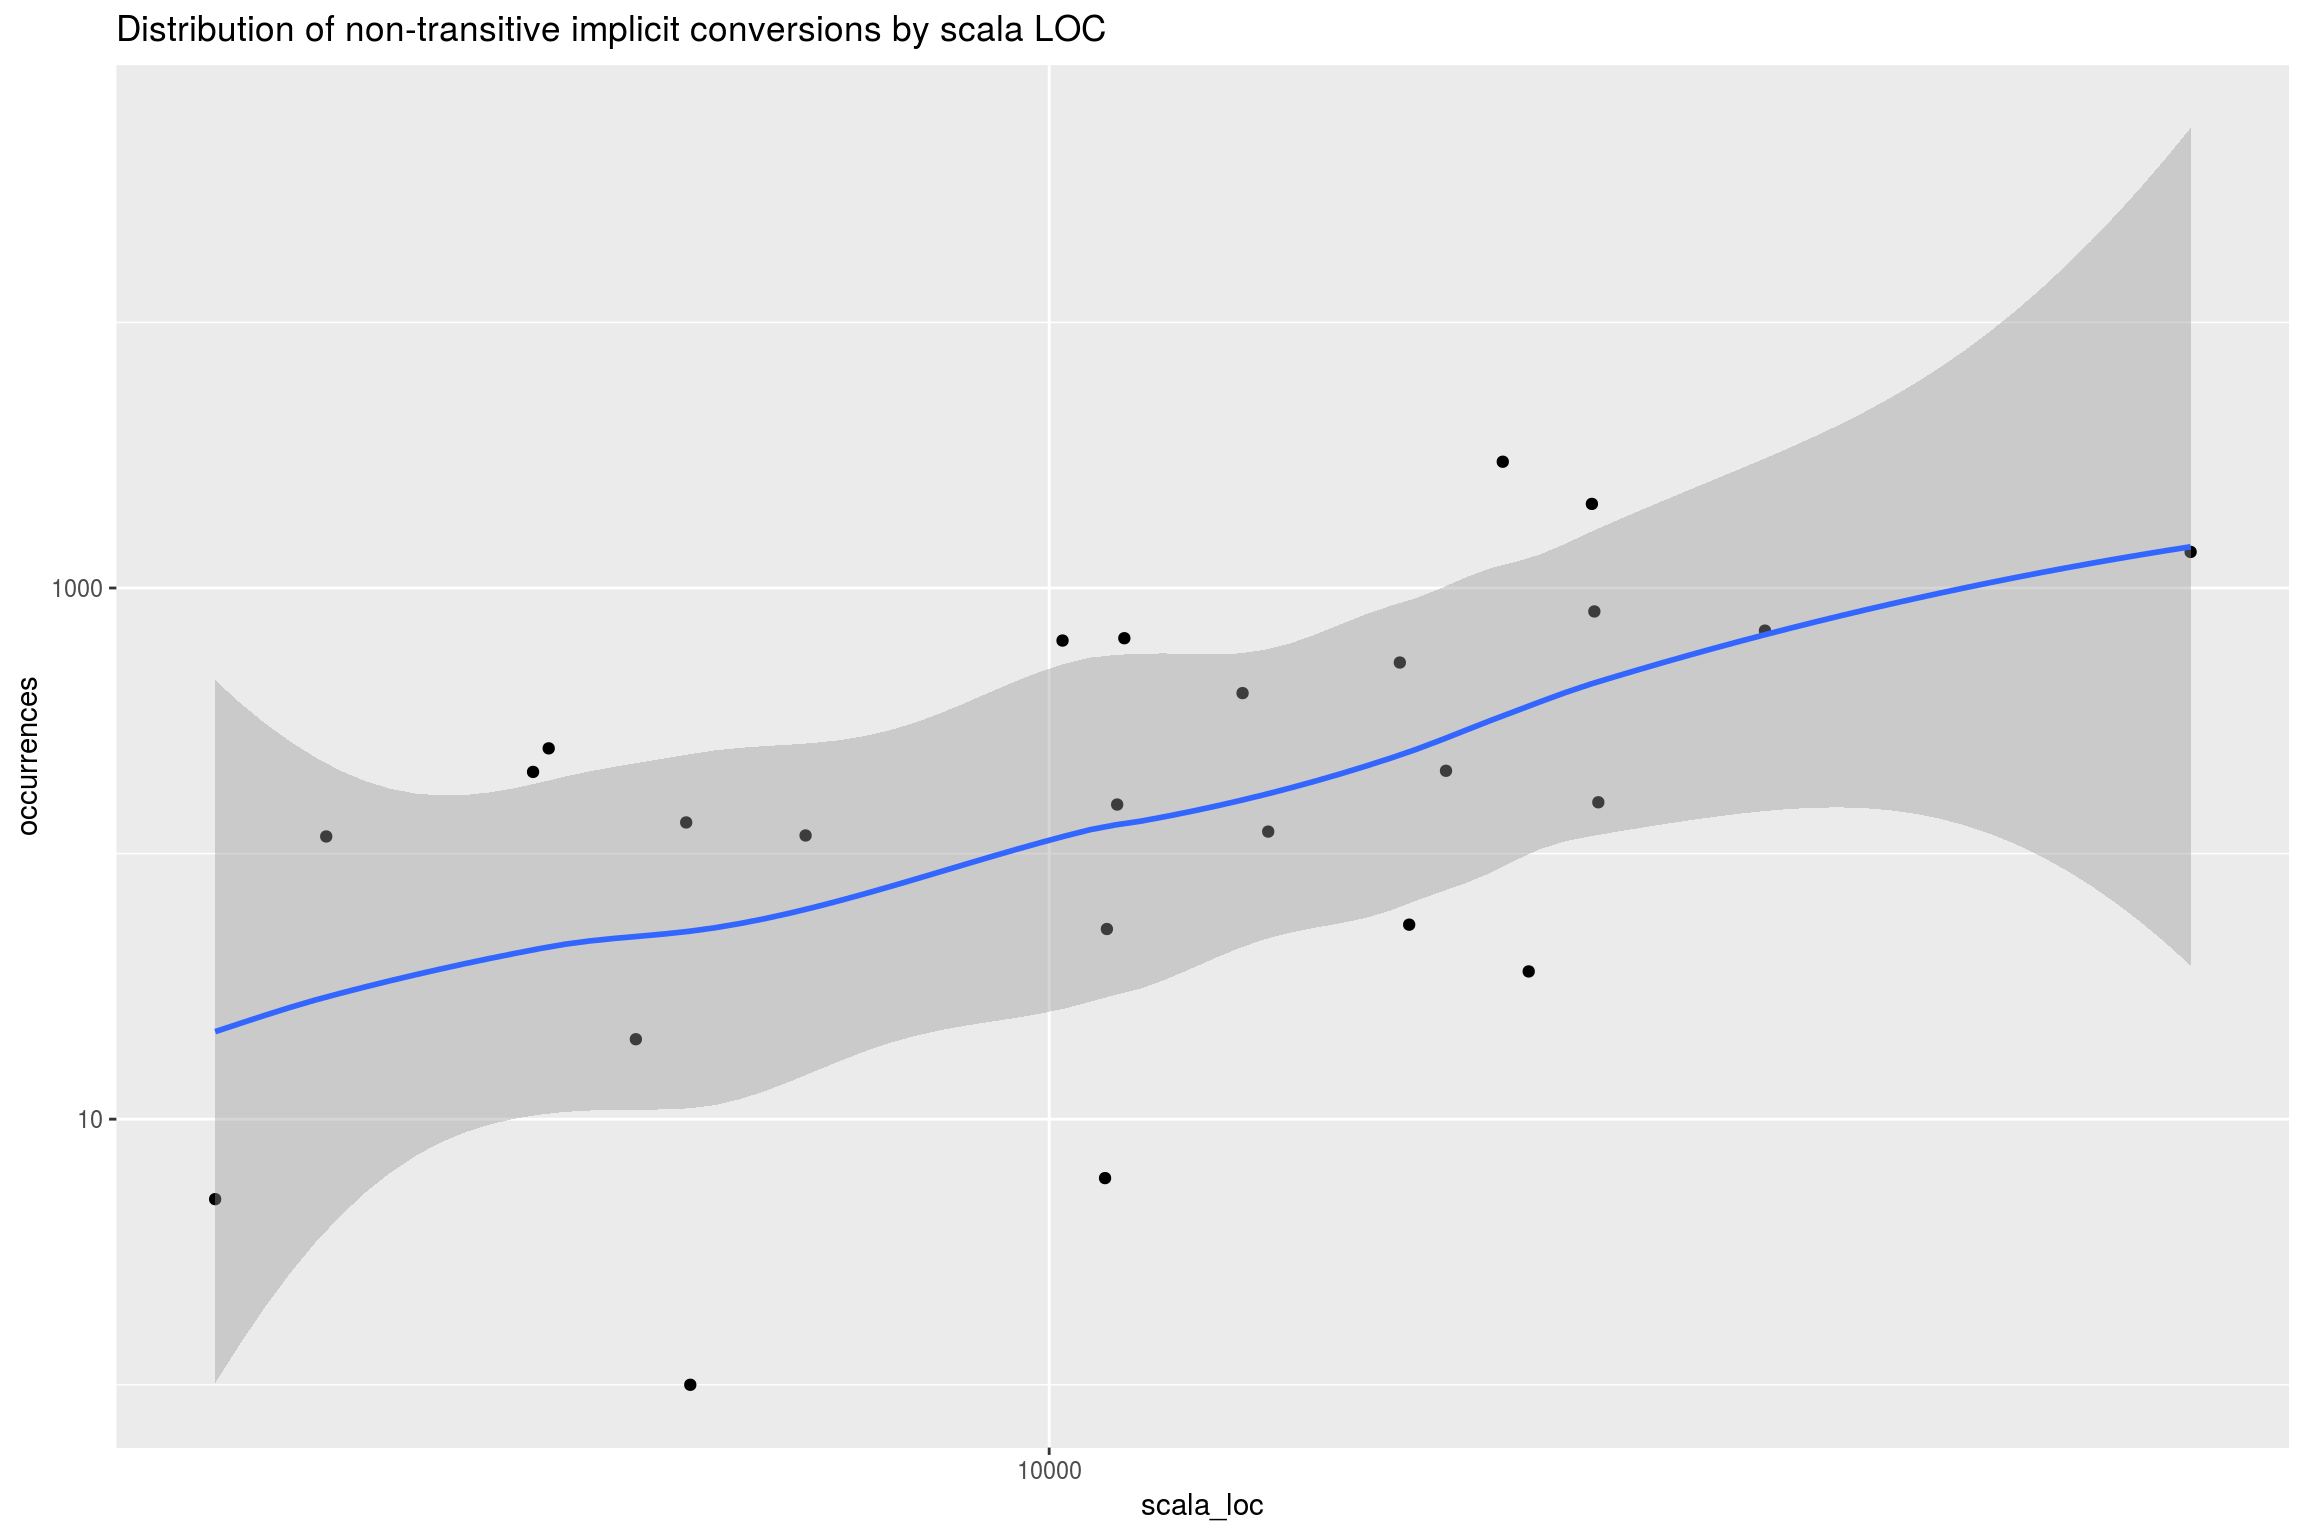 Distribution of non-transitive implicit conversions by scala LOC
occurrences
1000
10
10000
scala_loc